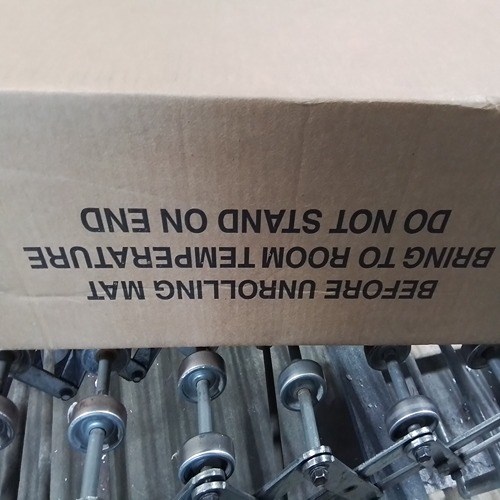 BEFORE UNROLLING MAT
BRING TO ROOM TEMPERATURE
DO NOT STAND ON END